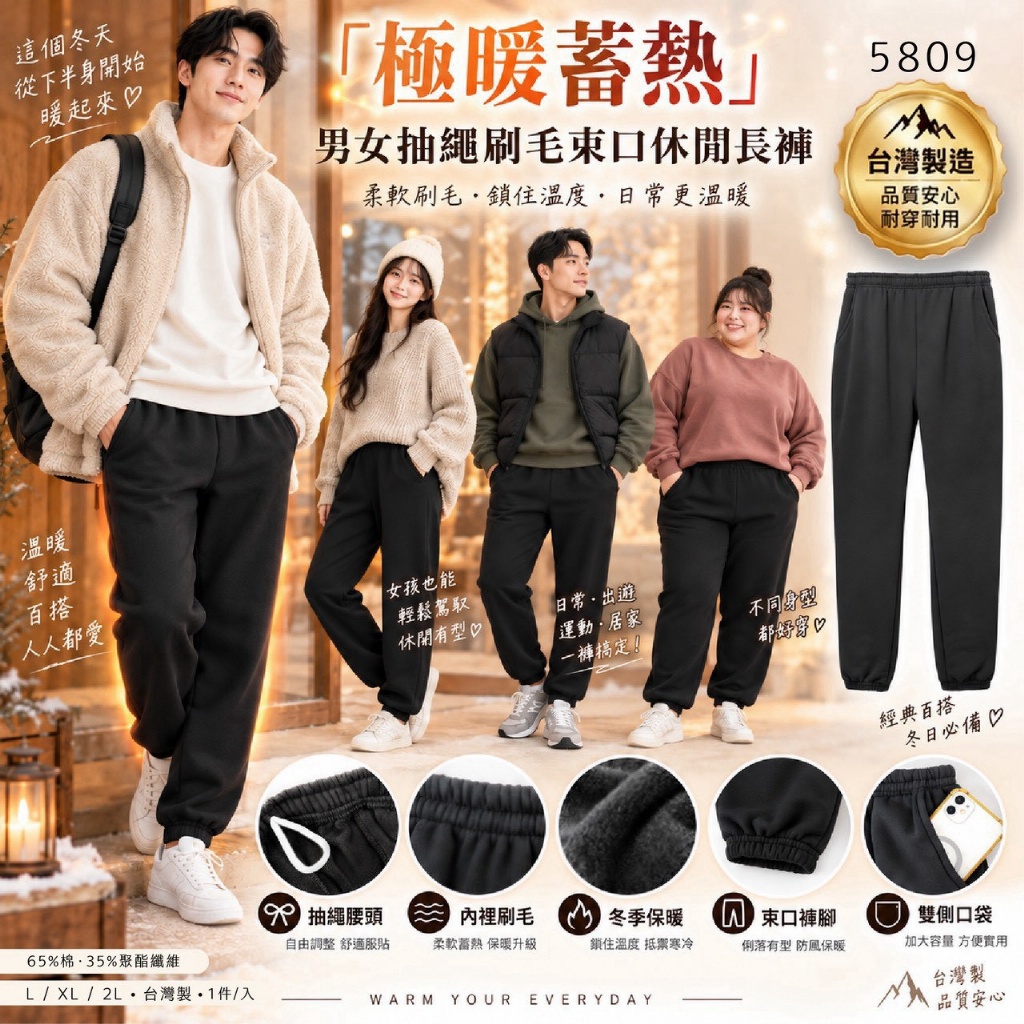 這個冬天
從下半身開始
暖起來♡
「極暖蓄熱」
男女抽繩刷毛束口休閒長褲
柔軟刷�u‧鎖住溫度‧日常更溫暖
5809
台灣製造
品質安心
耐穿耐用
溫暖
舒適
百搭
人人都愛
女孩也能
輕鬆駕馭
休閒有型♡
日常‧出遊
運動‧居家
一褲搞定!
不同身型
都好穿♡
經典百搭
冬日必備♡
抽繩腰頭
自由調整 舒適服貼
內裡刷毛
柔軟蓄熱 保暖升級
冬季保暖
鎖住溫度 抵禦寒冷
束口褲腳
俐落有型 防風保暖
雙側口袋
加大容量 方便實用
65%棉‧35%聚酯纖維
L / XL / 2L‧台灣製‧1件/入
WARM YOUR EVERYDAY
台灣製
品質安心